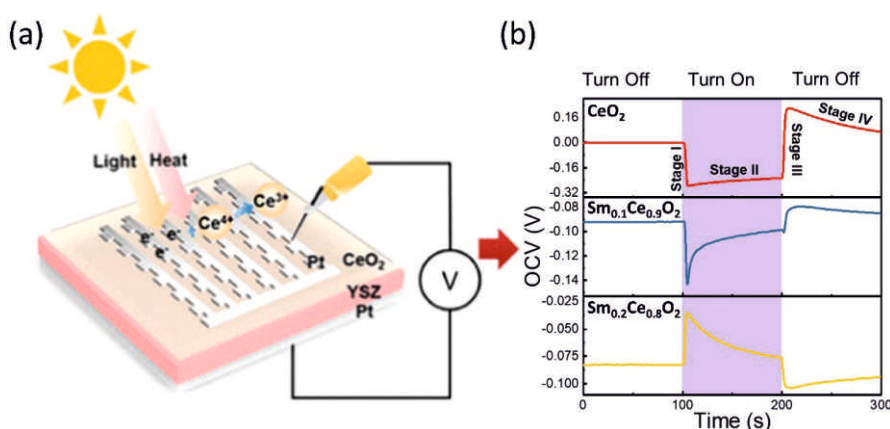 (a)
Light
Heat
e⁻
e⁻
e⁻
Ce⁴⁺
Ce³⁺
Pt
CeO₂
YSZ
Pt
V
(b)
Turn Off Turn On Turn Off
CeO₂
0.16
0.00
-0.16
-0.32
Stage I
Stage II
Stage III
Stage IV
Sm₀.₁Ce₀.₉O₂
-0.08
-0.10
-0.12
-0.14
Sm₀.₂Ce₀.₈O₂
-0.025
-0.050
-0.075
-0.100
OCV (V)
0 100 200 300
Time (s)